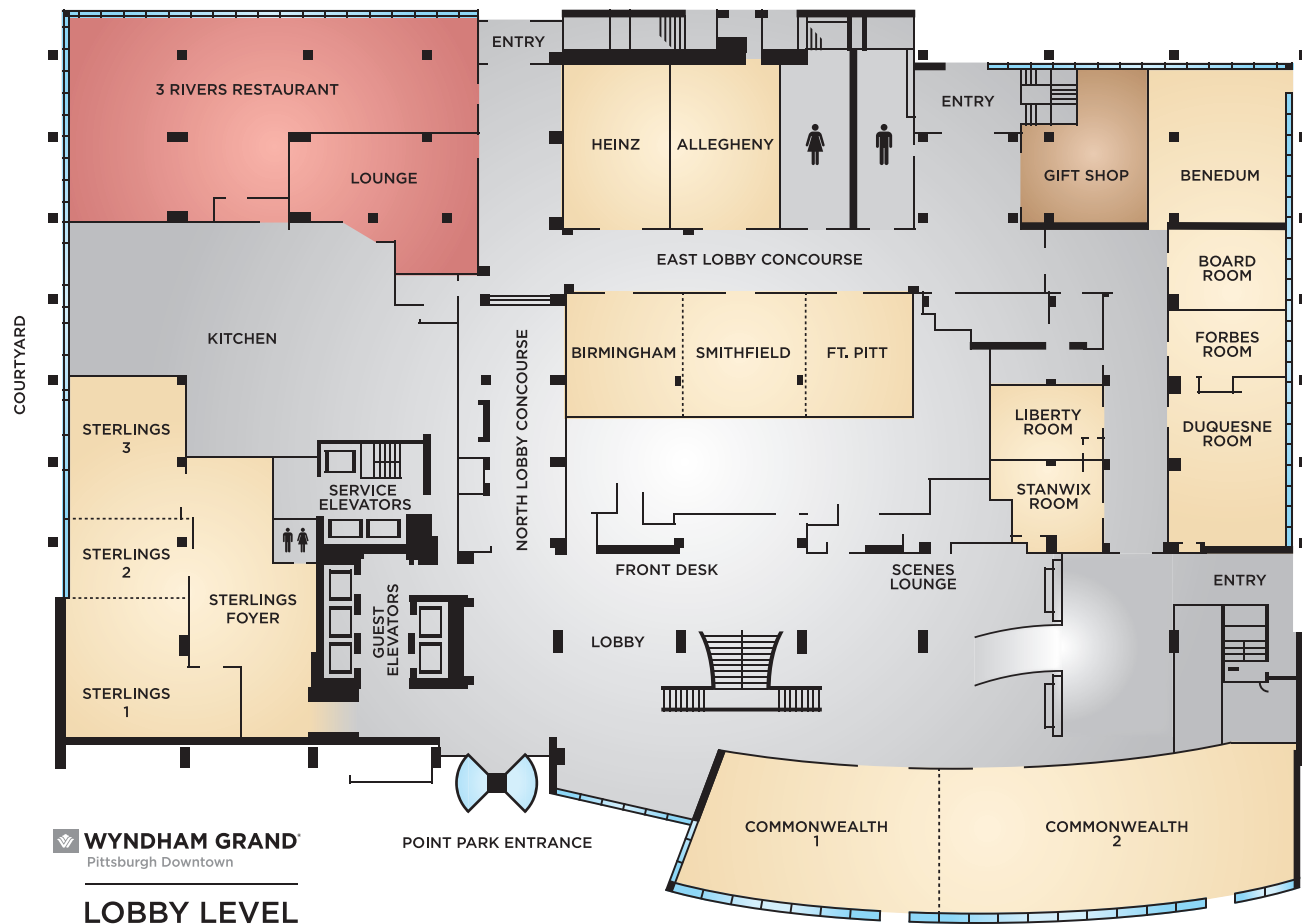 ENTRY
3 RIVERS RESTAURANT
ENTRY
HEINZ
ALLEGHENY
LOUNGE
GIFT SHOP
BENEDUM
EAST LOBBY CONCOURSE
BOARD
ROOM
COURTYARD
KITCHEN
NORTH LOBBY CONCOURSE
BIRMINGHAM
SMITHFIELD
FT. PITT
FORBES
ROOM
LIBERTY
ROOM
DUQUESNE
ROOM
STERLINGS
3
SERVICE
ELEVATORS
STANWIX
ROOM
STERLINGS
2
FRONT DESK
SCENES
LOUNGE
ENTRY
STERLINGS
FOYER
GUEST
ELEVATORS
LOBBY
STERLINGS
1
COMMONWEALTH
1
COMMONWEALTH
2
POINT PARK ENTRANCE
WYNDHAM GRAND®
Pittsburgh Downtown
LOBBY LEVEL